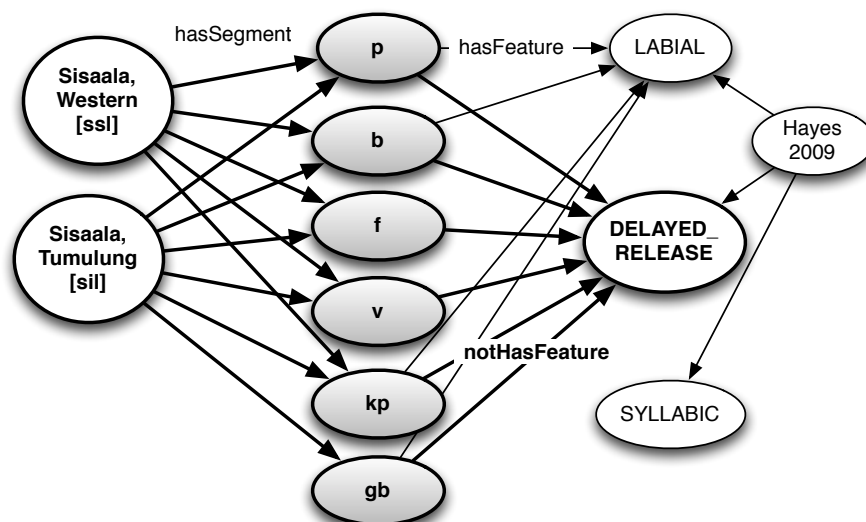 hasSegment
Sisaala,
Western
[ssl]
Sisaala,
Tumulung
[sil]
p
b
f
v
kp
gb
hasFeature
notHasFeature
LABIAL
DELAYED_
RELEASE
SYLLABIC
Hayes
2009